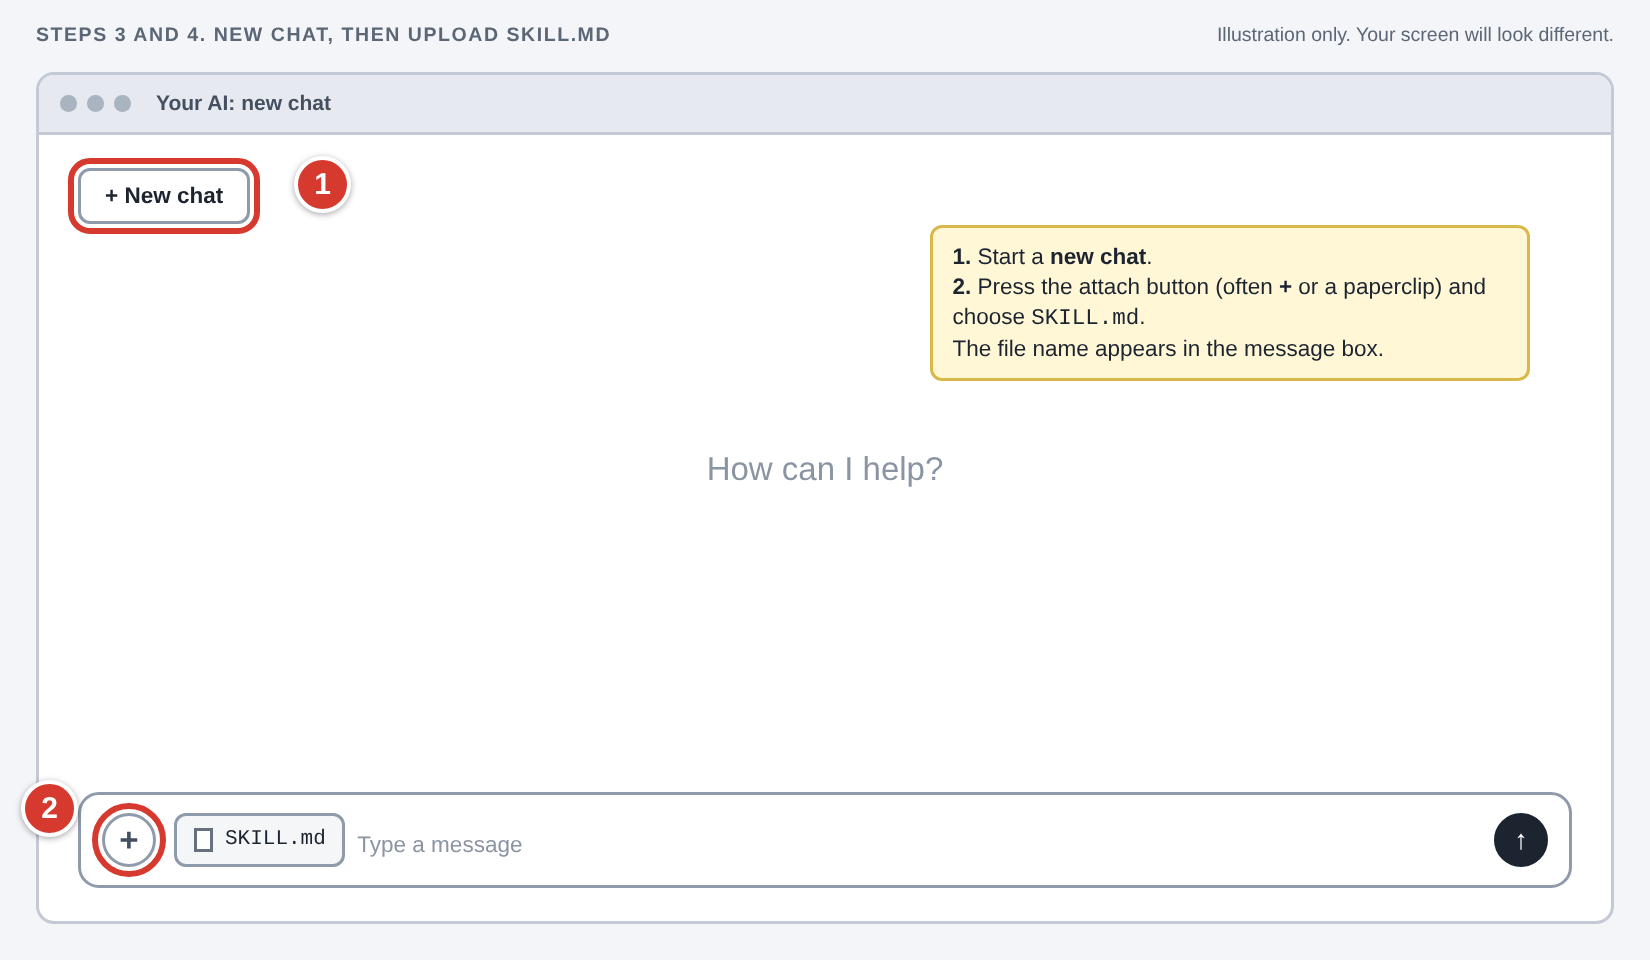 STEPS 3 AND 4. NEW CHAT, THEN UPLOAD SKILL.MD
Illustration only. Your screen will look different.
Your AI: new chat
+ New chat
1
1. Start a new chat.
2. Press the attach button (often + or a paperclip) and
choose SKILL.md.
The file name appears in the message box.
How can I help?
2
+
SKILL.md
Type a message
↑